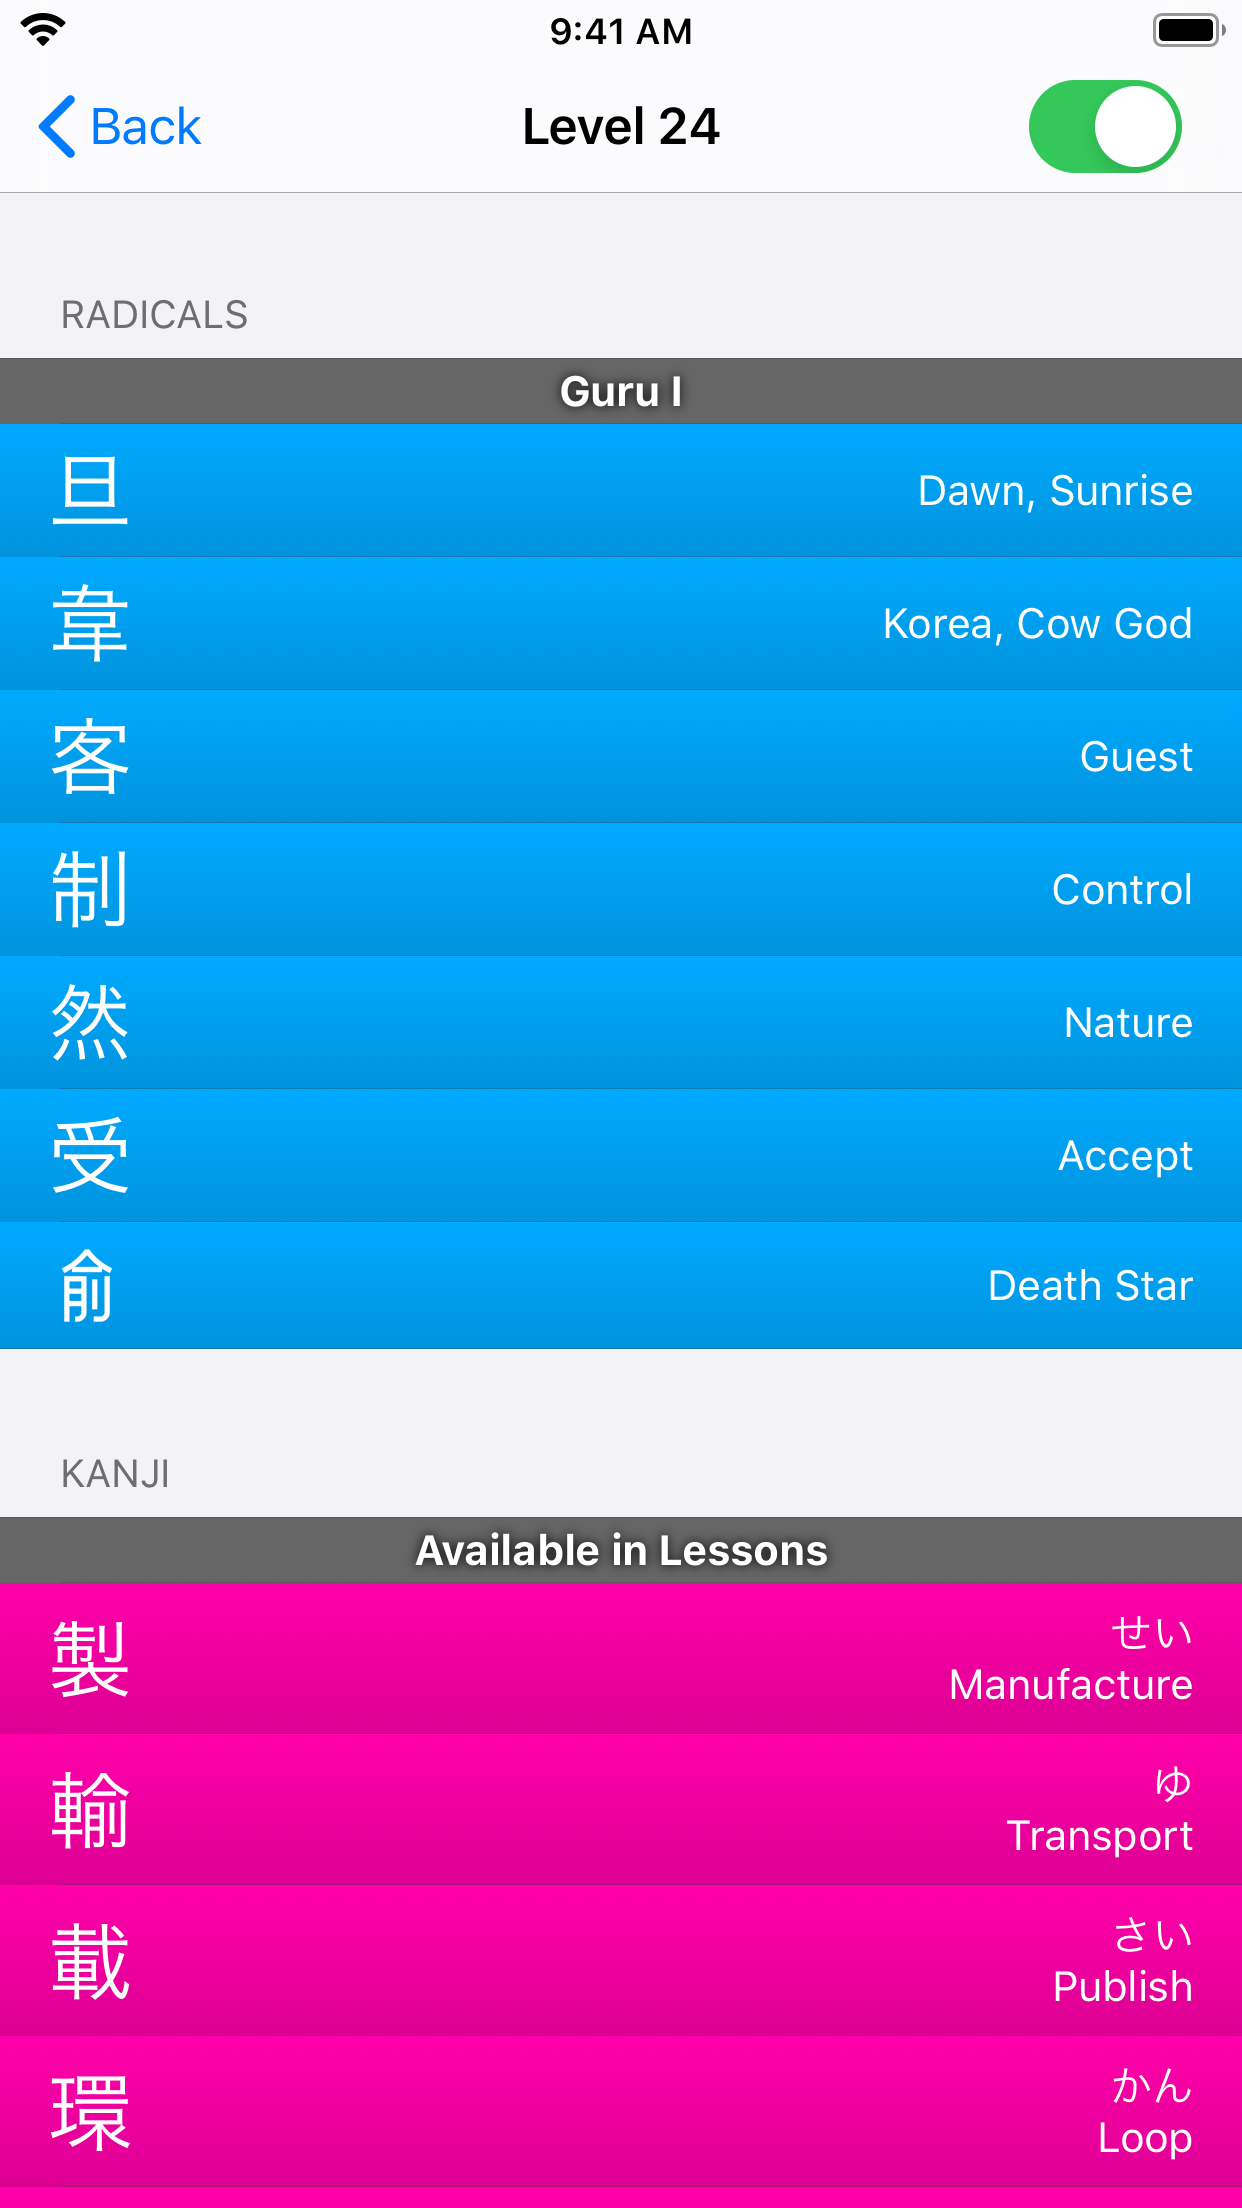 9:41 AM
Back
Level 24
RADICALS
Guru I
旦 Dawn, Sunrise
韋 Korea, Cow God
客 Guest
制 Control
然 Nature
受 Accept
俞 Death Star
KANJI
Available in Lessons
製 せい
Manufacture
輸 ゆ
Transport
載 さい
Publish
環 かん
Loop